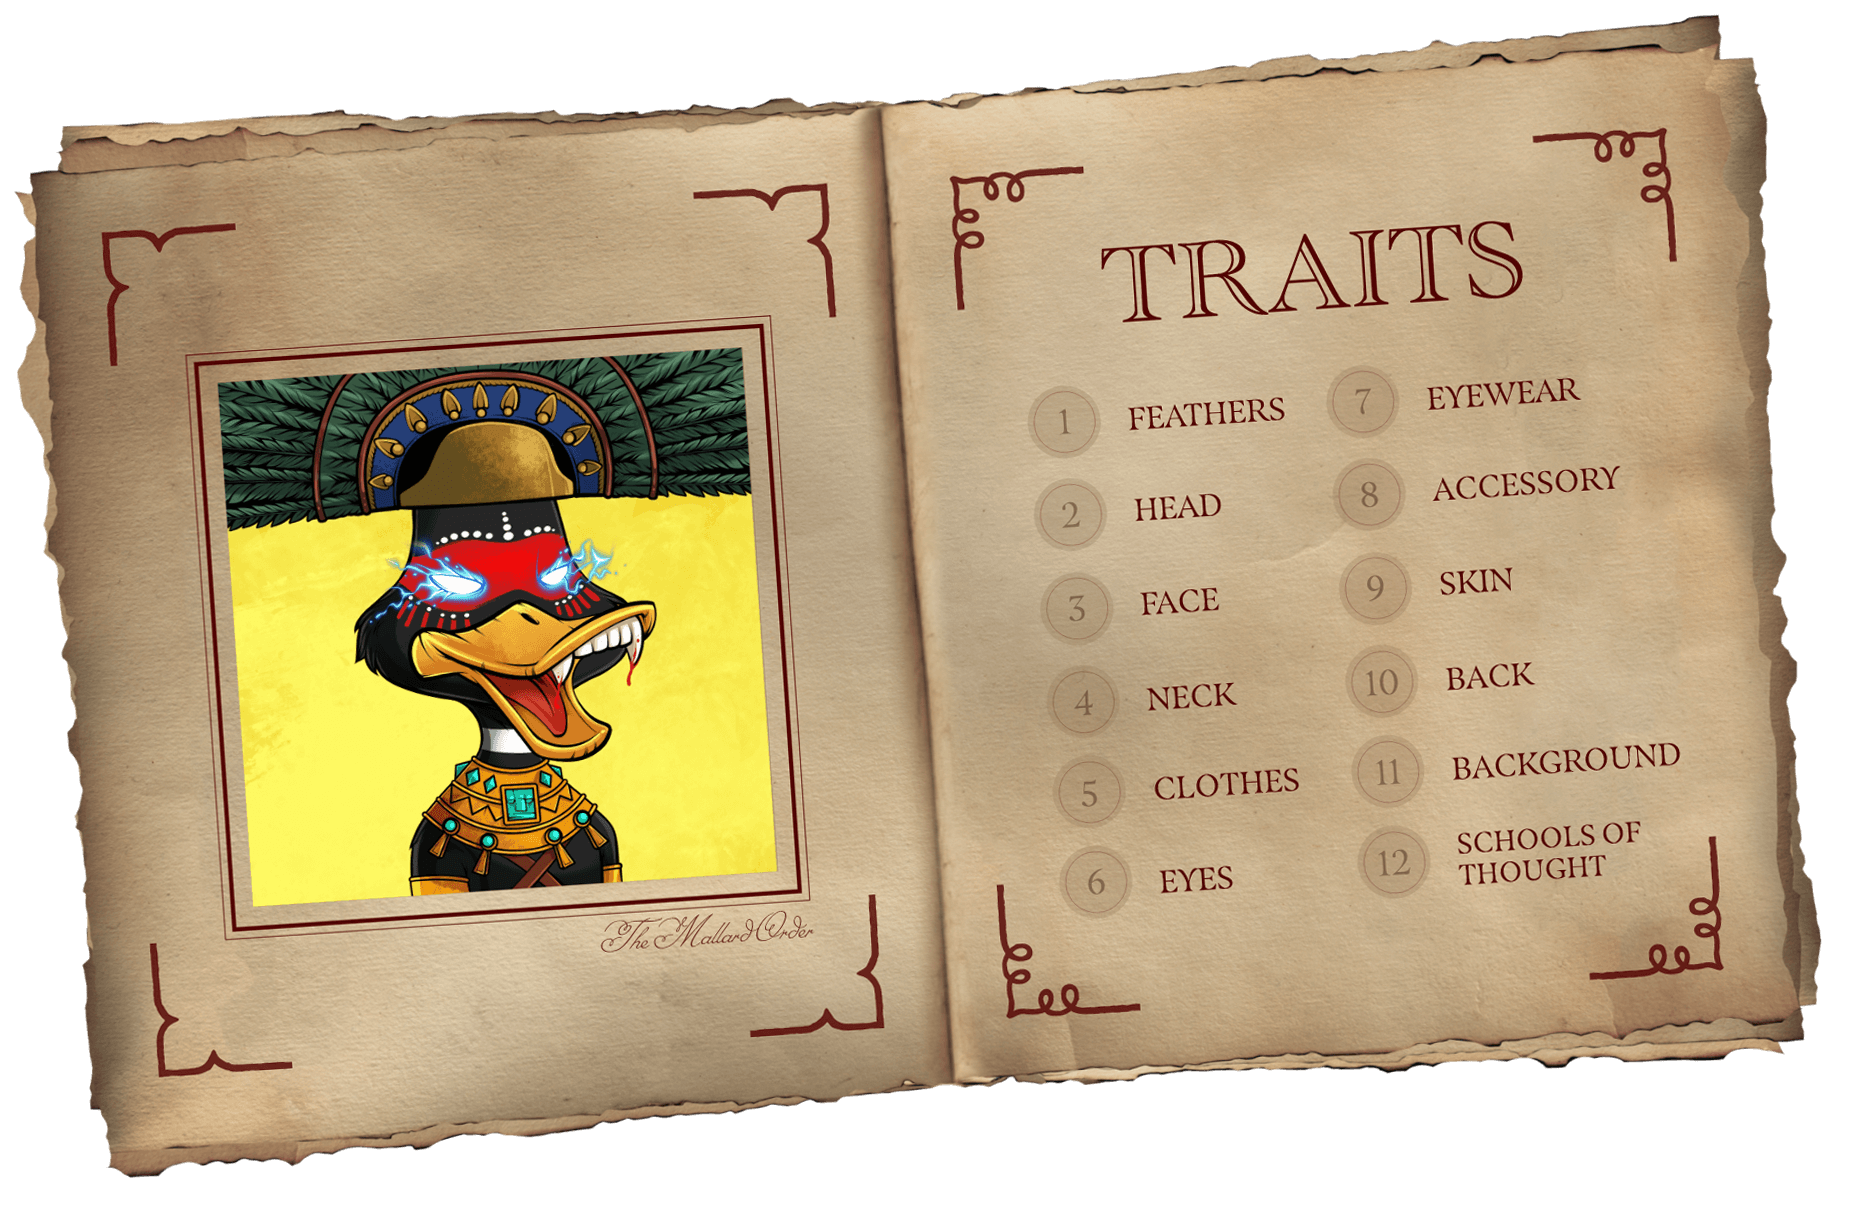 The Mallard Order
TRAITS
1 FEATHERS
2 HEAD
3 FACE
4 NECK
5 CLOTHES
6 EYES
7 EYEWEAR
8 ACCESSORY
9 SKIN
10 BACK
11 BACKGROUND
12 SCHOOLS OF
THOUGHT